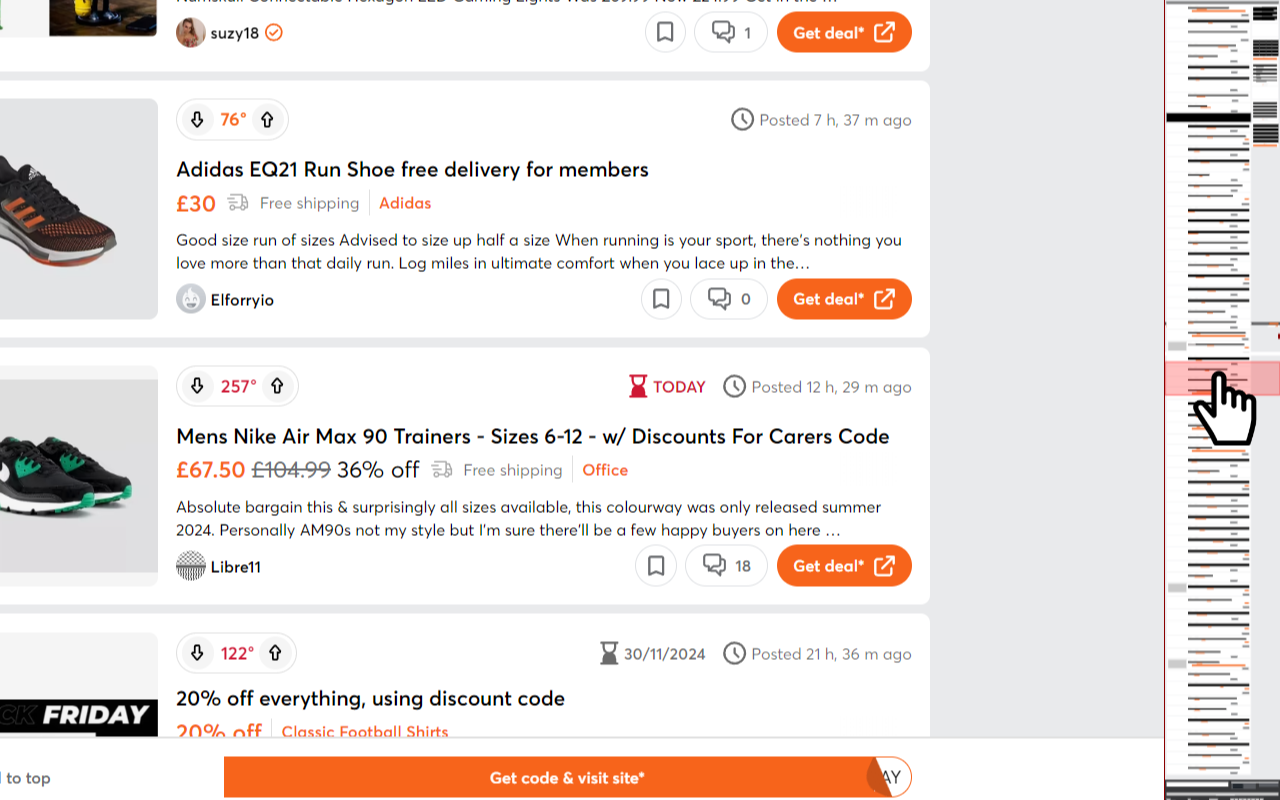 suzy18
1
Get deal*
76°
Posted 7 h, 37 m ago
Adidas EQ21 Run Shoe free delivery for members
£30 Free shipping Adidas
Good size run of sizes Advised to size up half a size When running is your sport, there's nothing you
love more than that daily run. Log miles in ultimate comfort when you lace up in the…
Elforryio
0
Get deal*
257°
TODAY
Posted 12 h, 29 m ago
Mens Nike Air Max 90 Trainers - Sizes 6-12 - w/ Discounts For Carers Code
£67.50 £104.99 36% off Free shipping Office
Absolute bargain this & surprisingly all sizes available, this colourway was only released summer
2024. Personally AM90s not my style but I'm sure there'll be a few happy buyers on here …
Libre11
18
Get deal*
122°
30/11/2024
Posted 21 h, 36 m ago
20% off everything, using discount code
FRIDAY
20% off Classic Football Shirts
to top
Get code & visit site*
AY